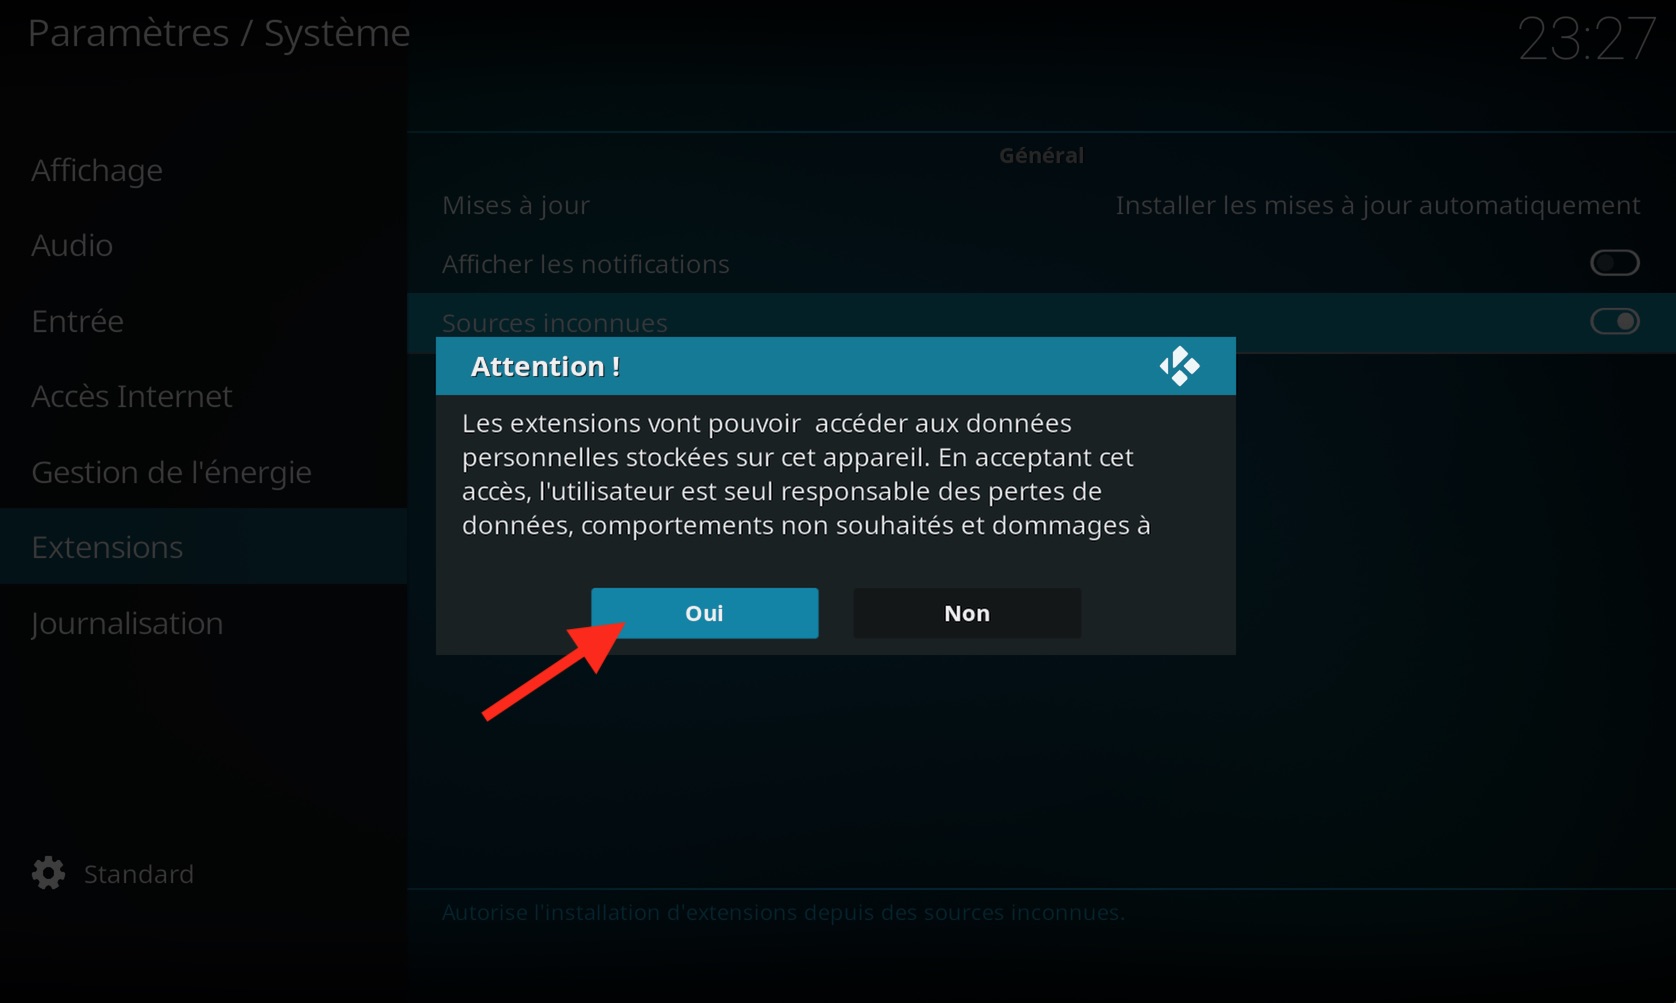 Paramètres / Système
23:27
Affichage
Audio
Entrée
Accès Internet
Gestion de l'énergie
Extensions
Journalisation
Standard
Général
Mises à jour
Installer les mises à jour automatiquement
Afficher les notifications
Sources inconnues
Attention !
Les extensions vont pouvoir  accéder aux données
personnelles stockées sur cet appareil. En acceptant cet
accès, l'utilisateur est seul responsable des pertes de
données, comportements non souhaités et dommages à
Oui
Non
Autorise l'installation d'extensions depuis des sources inconnues.